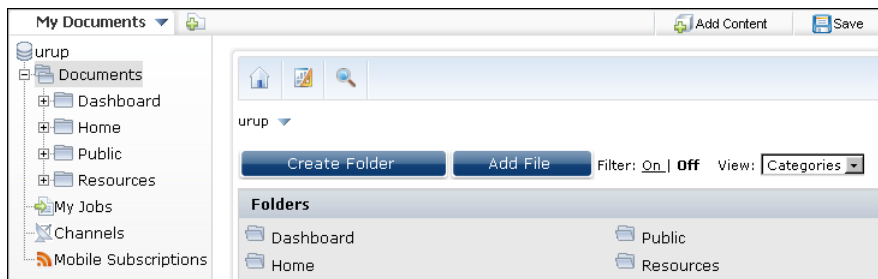 My Documents
Add Content Save
urup
Documents
Dashboard
Home
Public
Resources
My Jobs
Channels
Mobile Subscriptions
urup
Create Folder Add File Filter: On | Off View: Categories
Folders
Dashboard Public
Home Resources